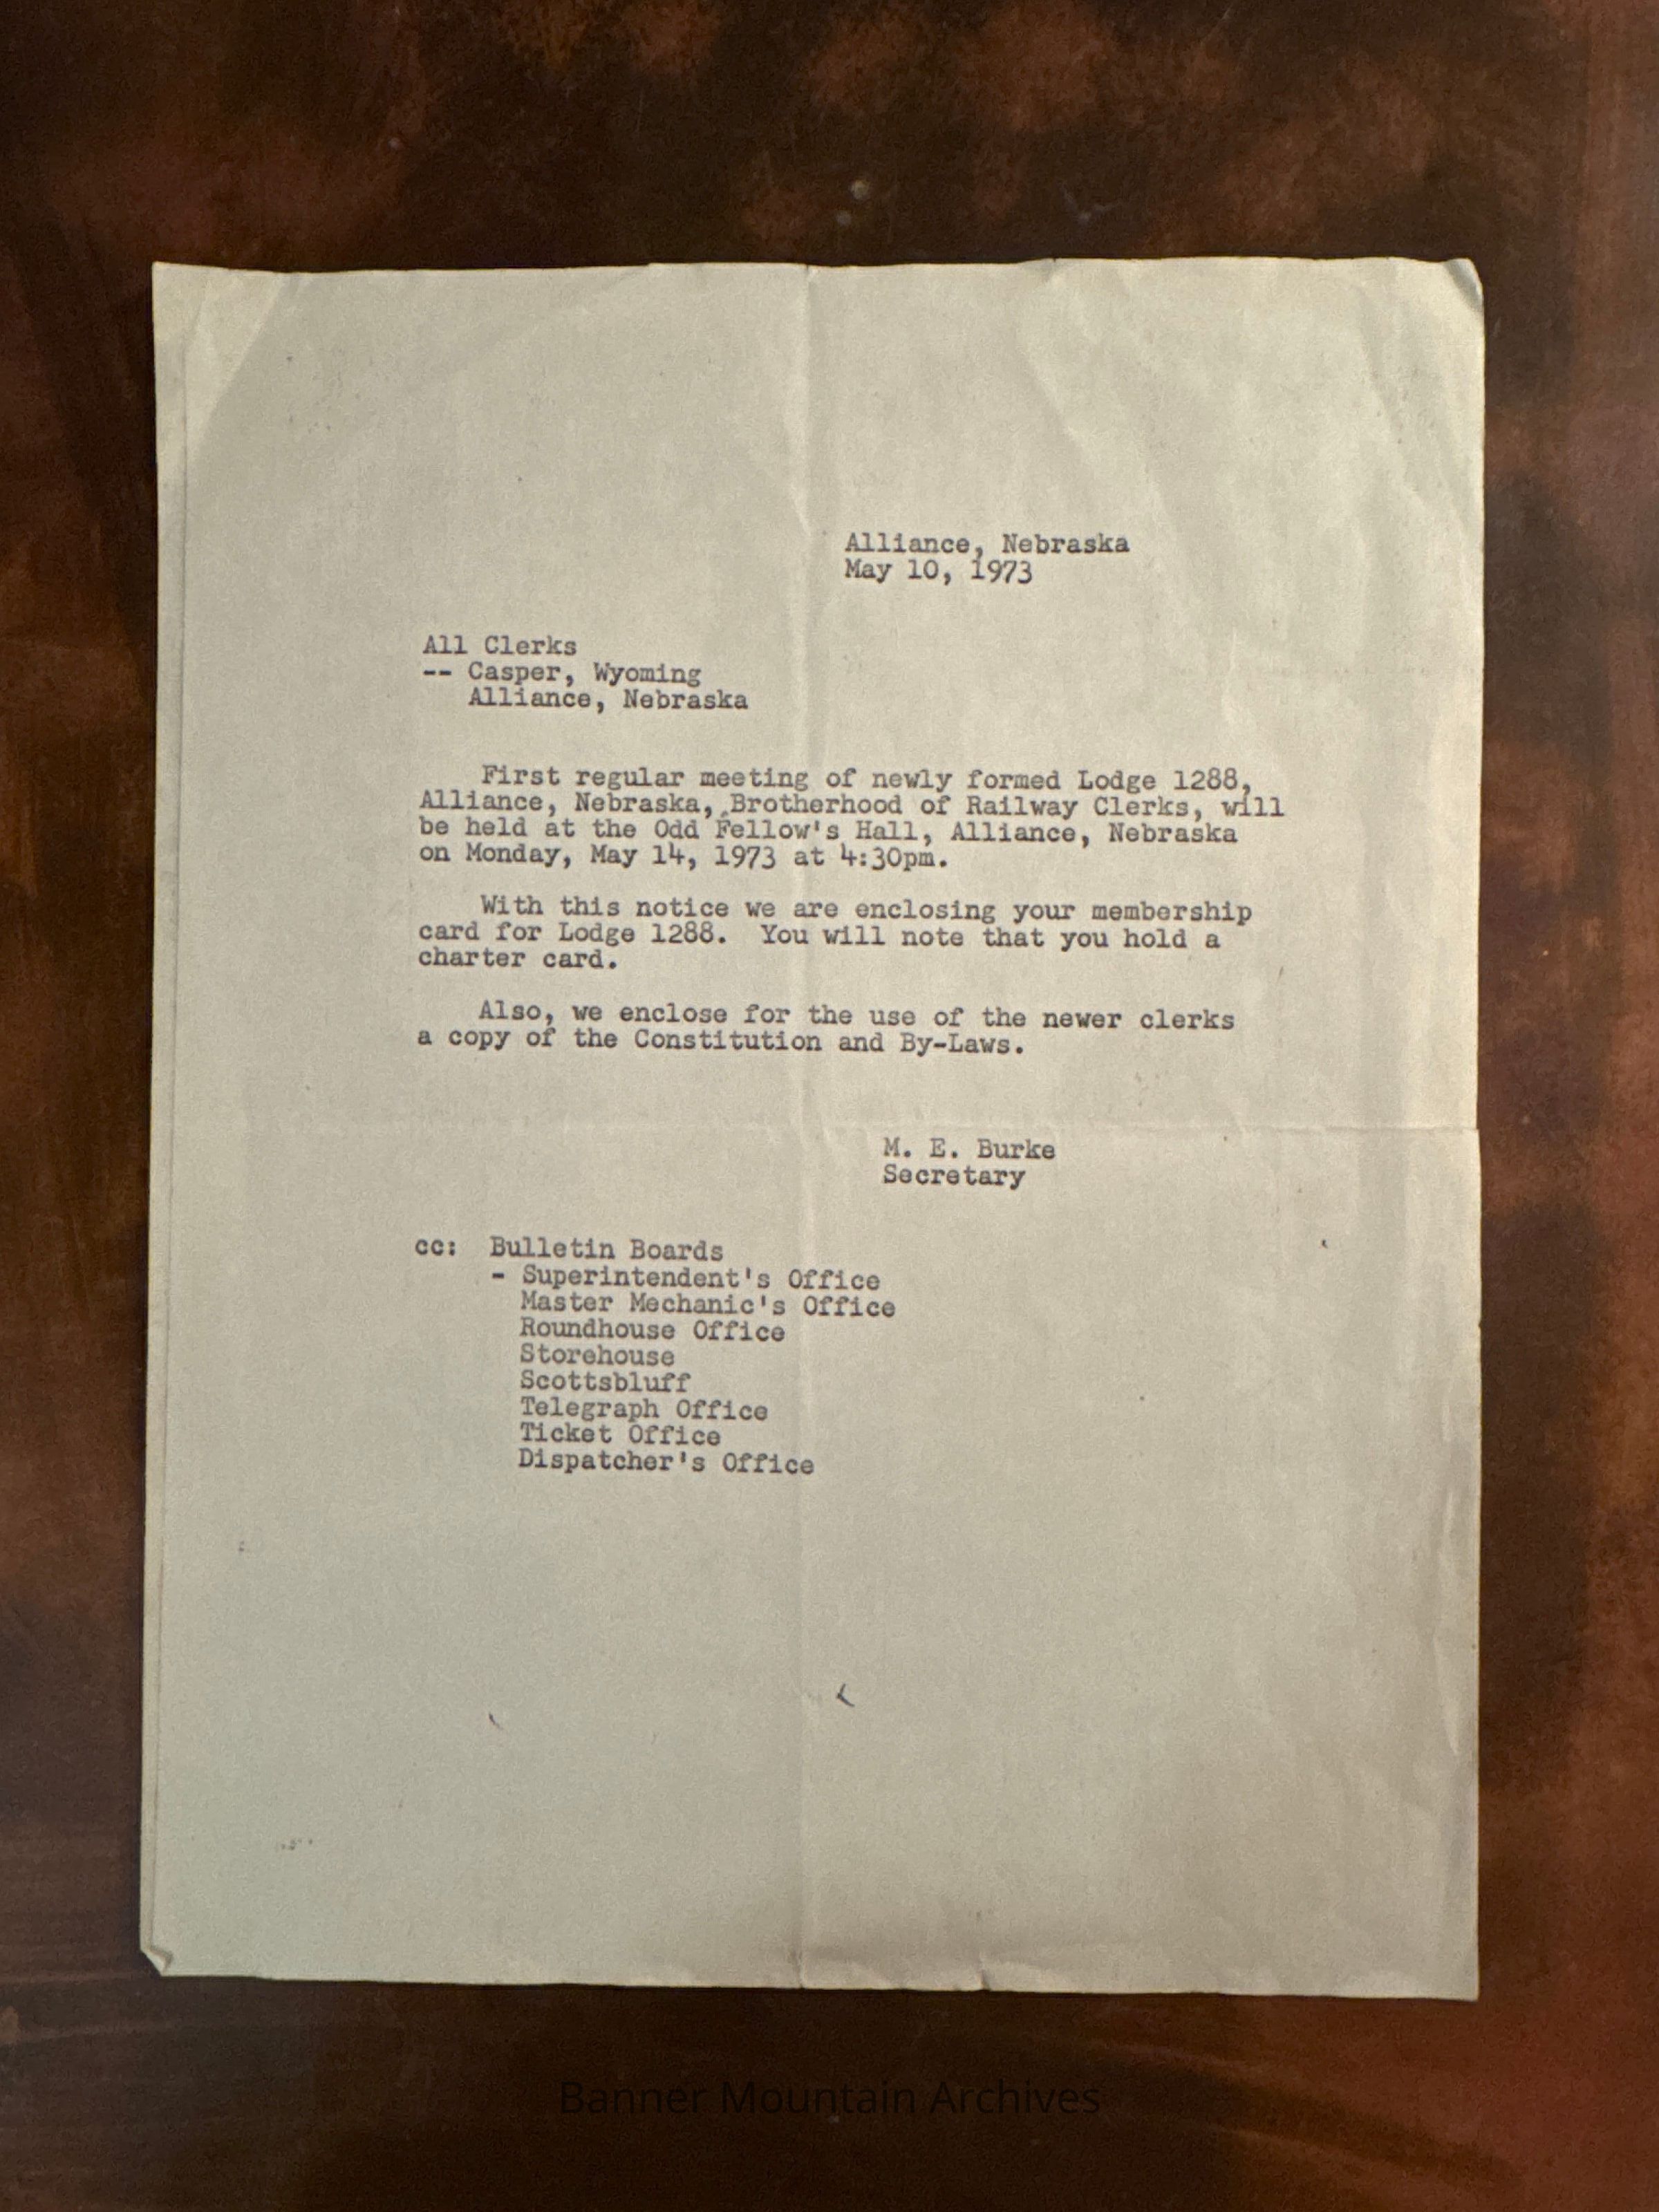 Alliance, Nebraska
May 10, 1973
All Clerks
-- Casper, Wyoming
Alliance, Nebraska
First regular meeting of newly formed Lodge 1288,
Alliance, Nebraska, Brotherhood of Railway Clerks, will
be held at the Odd Fellow's Hall, Alliance, Nebraska
on Monday, May 14, 1973 at 4:30pm.
With this notice we are enclosing your membership
card for Lodge 1288.  You will note that you hold a
charter card.
Also, we enclose for the use of the newer clerks
a copy of the Constitution and By-Laws.
M. E. Burke
Secretary
cc:  Bulletin Boards
- Superintendent's Office
Master Mechanic's Office
Roundhouse Office
Storehouse
Scottsbluff
Telegraph Office
Ticket Office
Dispatcher's Office
Banner Mountain Archives